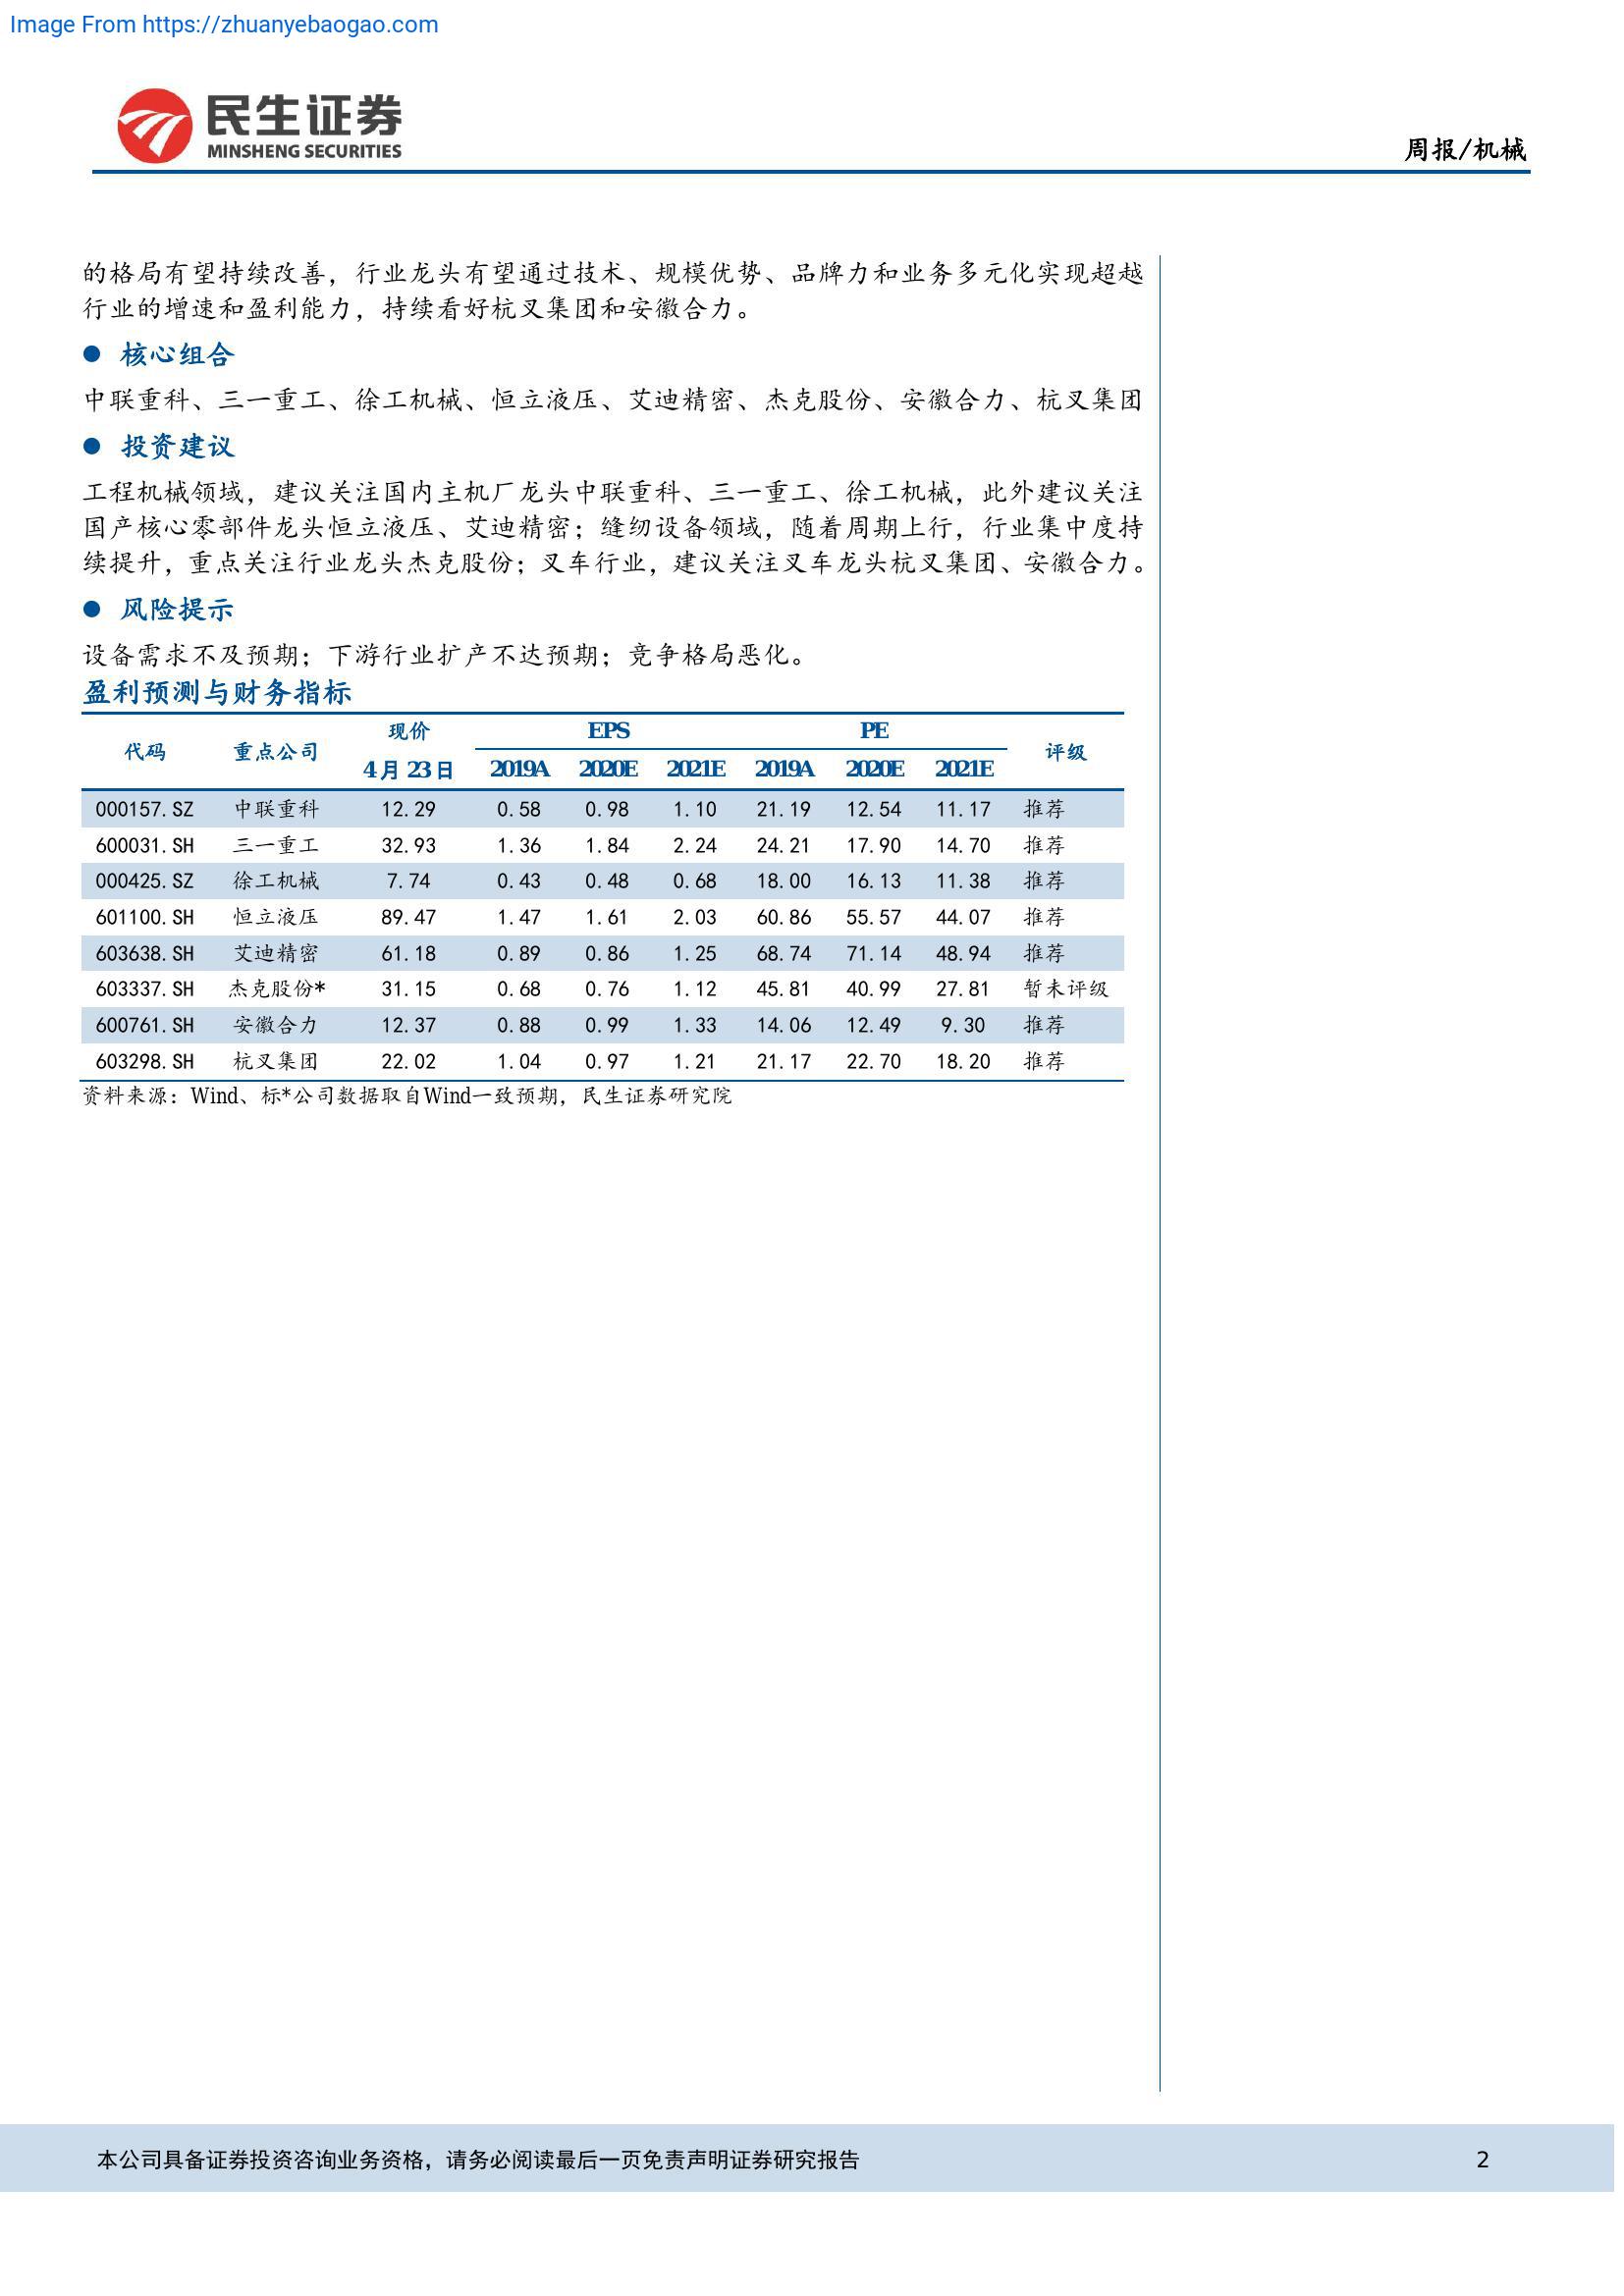 Image From https://zhuanyebaogao.com
民生证券
MINSHENG SECURITIES
周报/机械
的格局有望持续改善，行业龙头有望通过技术、规模优势、品牌力和业务多元化实现超越
行业的增速和盈利能力，持续看好杭叉集团和安徽合力。
● 核心组合
中联重科、三一重工、徐工机械、恒立液压、艾迪精密、杰克股份、安徽合力、杭叉集团
● 投资建议
工程机械领域，建议关注国内主机厂龙头中联重科、三一重工、徐工机械，此外建议关注
国产核心零部件龙头恒立液压、艾迪精密；缝纫设备领域，随着周期上行，行业集中度持
续提升，重点关注行业龙头杰克股份；叉车行业，建议关注叉车龙头杭叉集团、安徽合力。
● 风险提示
设备需求不及预期；下游行业扩产不达预期；竞争格局恶化。
盈利预测与财务指标
代码 重点公司 现价 EPS PE 评级
4月23日 2019A 2020E 2021E 2019A 2020E 2021E
000157.SZ 中联重科 12.29 0.58 0.98 1.10 21.19 12.54 11.17 推荐
600031.SH 三一重工 32.93 1.36 1.84 2.24 24.21 17.90 14.70 推荐
000425.SZ 徐工机械 7.74 0.43 0.48 0.68 18.00 16.13 11.38 推荐
601100.SH 恒立液压 89.47 1.47 1.61 2.03 60.86 55.57 44.07 推荐
603638.SH 艾迪精密 61.18 0.89 0.86 1.25 68.74 71.14 48.94 推荐
603337.SH 杰克股份* 31.15 0.68 0.76 1.12 45.81 40.99 27.81 暂未评级
600761.SH 安徽合力 12.37 0.88 0.99 1.33 14.06 12.49 9.30 推荐
603298.SH 杭叉集团 22.02 1.04 0.97 1.21 21.17 22.70 18.20 推荐
资料来源：Wind、标*公司数据取自Wind一致预期，民生证券研究院
本公司具备证券投资咨询业务资格，请务必阅读最后一页免责声明证券研究报告 2